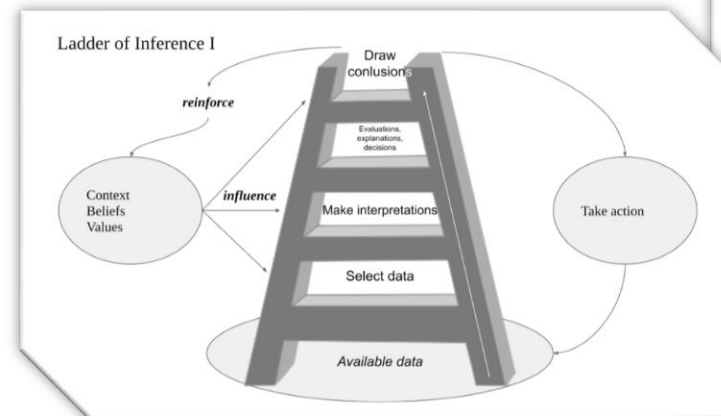 Ladder of Inference I
Draw
conlusions
reinforce
Evaluations,
explanations,
decisions
Context
Beliefs
Values
influence
Make interpretations
Take action
Select data
Available data